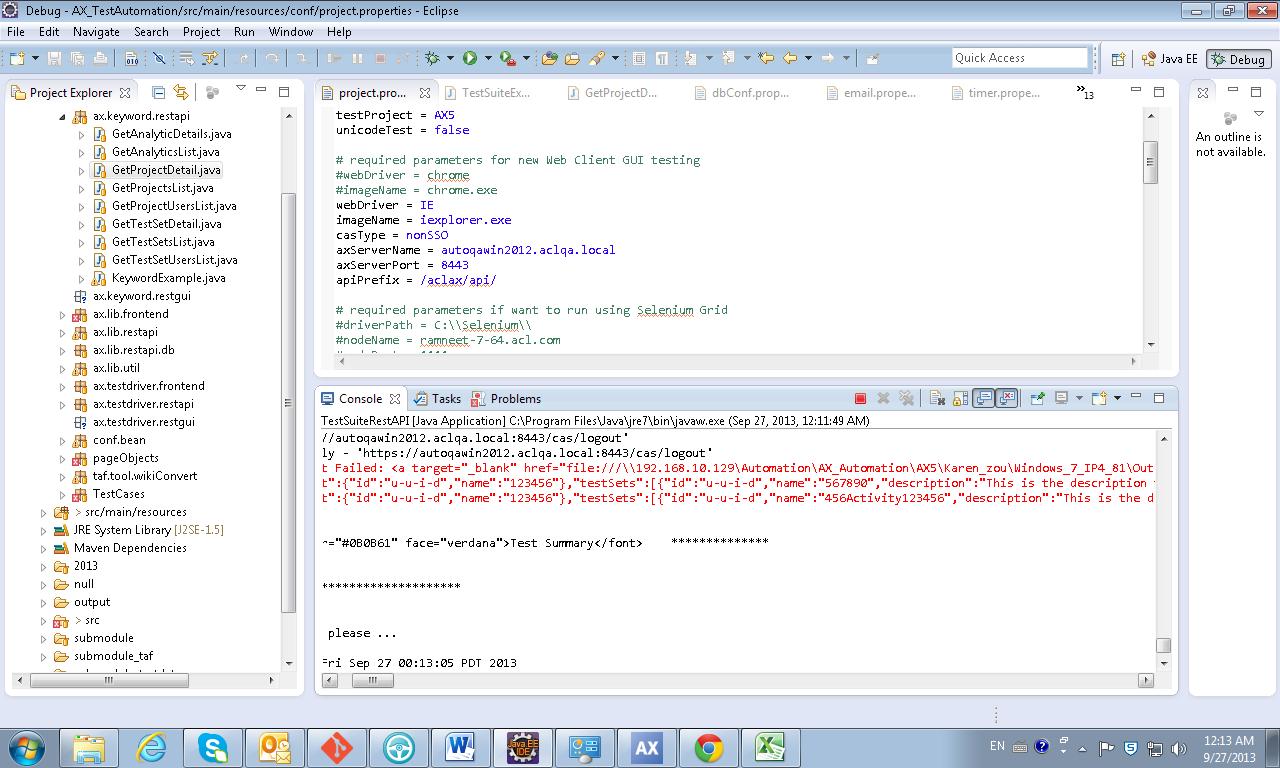 Debug - AX_TestAutomation/src/main/resources/conf/project.properties - Eclipse
File Edit Navigate Search Project Run Window Help
Quick Access
Java EE
Debug
Project Explorer
ax.keyword.restapi
GetAnalyticDetails.java
GetAnalyticsList.java
GetProjectDetail.java
GetProjectsList.java
GetProjectUsersList.java
GetTestSetDetail.java
GetTestSetsList.java
GetTestSetUsersList.java
KeywordExample.java
ax.keyword.restgui
ax.lib.frontend
ax.lib.restapi
ax.lib.restapi.db
ax.lib.util
ax.testdriver.frontend
ax.testdriver.restapi
ax.testdriver.restgui
conf.bean
pageObjects
taf.tool.wikiConvert
TestCases
> src/main/resources
JRE System Library [J2SE-1.5]
Maven Dependencies
2013
null
output
> src
submodule
submodule_taf
project.pro... TestSuiteEx... GetProjectD... dbConf.prop... email.prope... timer.prope... »13
testProject = AX5
unicodeTest = false
# required parameters for new Web Client GUI testing
#webDriver = chrome
#imageName = chrome.exe
webDriver = IE
imageName = iexplorer.exe
casType = nonSSO
axServerName = autoqawin2012.aclqa.local
axServerPort = 8443
apiPrefix = /aclax/api/
# required parameters if want to run using Selenium Grid
#driverPath = C:\\Selenium\\
#nodeName = ramneet-7-64.acl.com
An outline is
not available.
Console Tasks Problems
TestSuiteRestAPI [Java Application] C:\Program Files\Java\jre7\bin\javaw.exe (Sep 27, 2013, 12:11:49 AM)
//autoqawin2012.aclqa.local:8443/cas/logout'
ly - 'https://autoqawin2012.aclqa.local:8443/cas/logout'
t Failed: <a target="_blank" href="file:///\\192.168.10.129\Automation\AX_Automation\AX5\Karen_zou\Windows_7_IP4_81\Out
t":{"id":"u-u-i-d","name":"123456"},"testSets":[{"id":"u-u-i-d","name":"567890","description":"This is the description
t":{"id":"u-u-i-d","name":"123456"},"testSets":[{"id":"u-u-i-d","name":"456Activity123456","description":"This is the d
="#0B0B61" face="verdana">Test Summary</font> **************
********************
please ...
Fri Sep 27 00:13:05 PDT 2013
Java EE
IDE
AX
EN
12:13 AM
9/27/2013